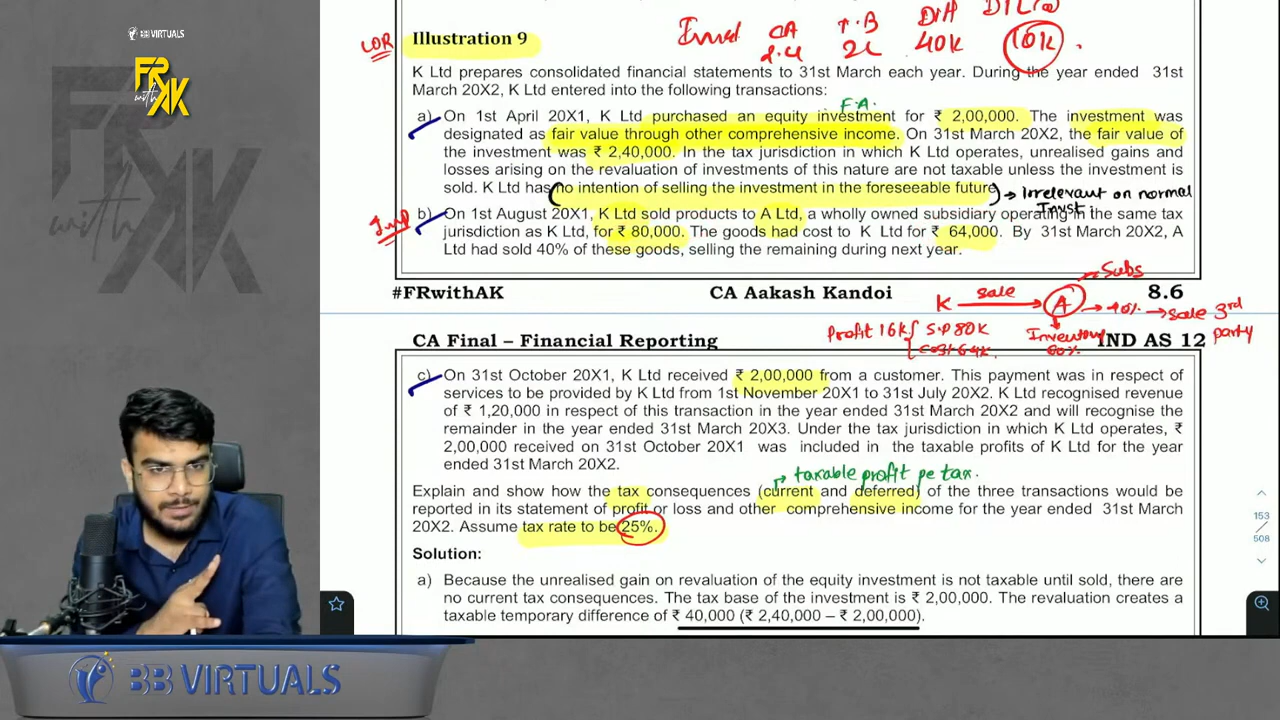 BB VIRTUALS
FR
with
AK
Invest CA T.B DIff DTL@
2.4L 2L 40K 10K.
LDR
Illustration 9
K Ltd prepares consolidated financial statements to 31st March each year. During the year ended 31st
March 20X2, K Ltd entered into the following transactions:
F.A.
a) On 1st April 20X1, K Ltd purchased an equity investment for ₹ 2,00,000. The investment was
designated as fair value through other comprehensive income. On 31st March 20X2, the fair value of
the investment was ₹ 2,40,000. In the tax jurisdiction in which K Ltd operates, unrealised gains and
losses arising on the revaluation of investments of this nature are not taxable unless the investment is
sold. K Ltd has no intention of selling the investment in the foreseeable future → Irrelevant on normal
Invst.
Imp
b) On 1st August 20X1, K Ltd sold products to A Ltd, a wholly owned subsidiary operating in the same tax
jurisdiction as K Ltd, for ₹ 80,000. The goods had cost to K Ltd for ₹ 64,000. By 31st March 20X2, A
Ltd had sold 40% of these goods, selling the remaining during next year.
Subs
#FRwithAK CA Aakash Kandoi 8.6
K sale → A → 40% → sale 3rd
party
Profit 16K { S.P 80K
Cost 64K
Inventory
60%
CA Final – Financial Reporting IND AS 12
c) On 31st October 20X1, K Ltd received ₹ 2,00,000 from a customer. This payment was in respect of
services to be provided by K Ltd from 1st November 20X1 to 31st July 20X2. K Ltd recognised revenue
of ₹ 1,20,000 in respect of this transaction in the year ended 31st March 20X2 and will recognise the
remainder in the year ended 31st March 20X3. Under the tax jurisdiction in which K Ltd operates, ₹
2,00,000 received on 31st October 20X1 was included in the taxable profits of K Ltd for the year
ended 31st March 20X2.
→ taxable profit pe tax.
Explain and show how the tax consequences (current and deferred) of the three transactions would be
reported in its statement of profit or loss and other comprehensive income for the year ended 31st March
20X2. Assume tax rate to be 25%.
Solution:
a) Because the unrealised gain on revaluation of the equity investment is not taxable until sold, there are
no current tax consequences. The tax base of the investment is ₹ 2,00,000. The revaluation creates a
taxable temporary difference of ₹ 40,000 (₹ 2,40,000 – ₹ 2,00,000).
153
508
BB VIRTUALS